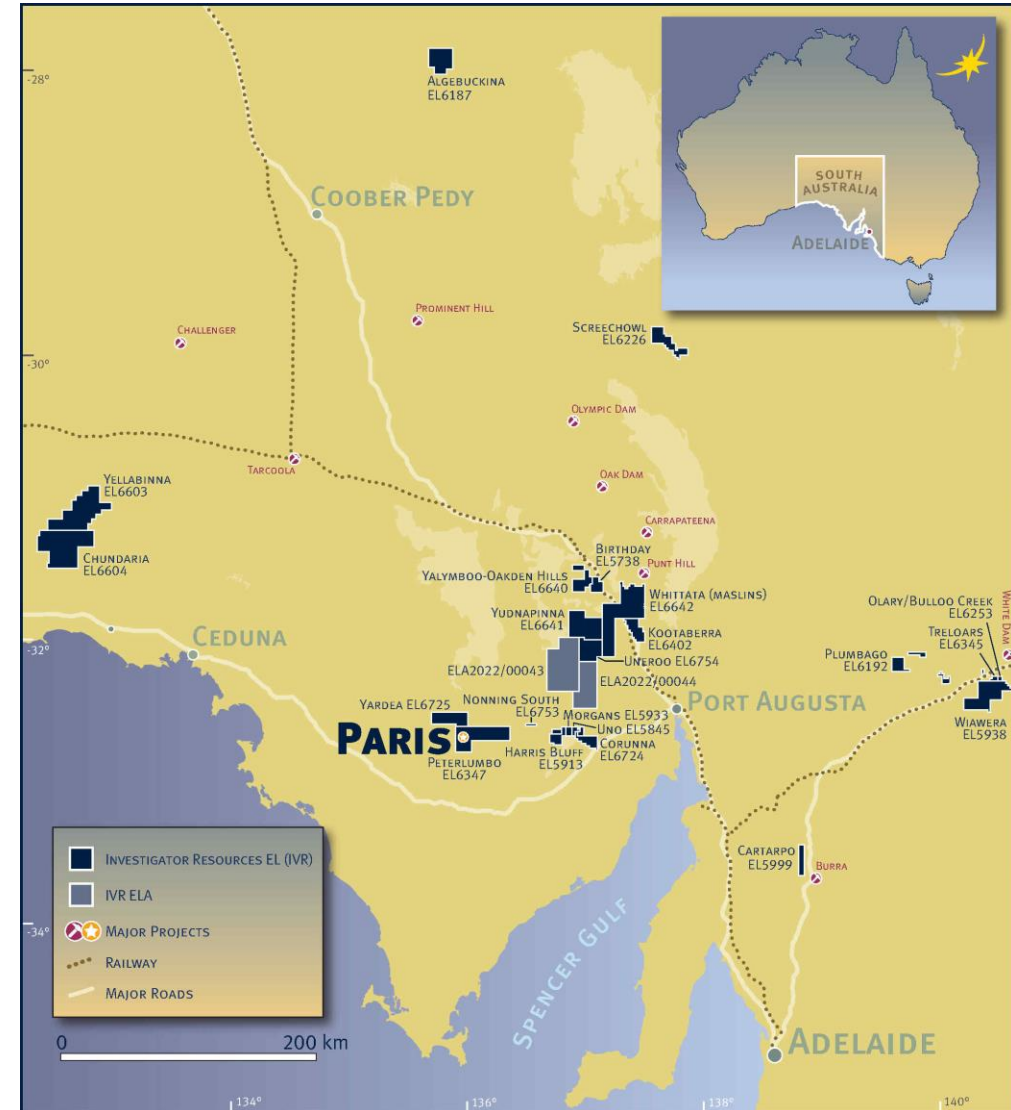 -28°
ALGEBUCKINA
EL6187
SOUTH
AUSTRALIA
ADELAIDE
COOBER PEDY
PROMINENT HILL
CHALLENGER
SCREECHOWL
EL6226
-30°
OLYMPIC DAM
TARCOOLA
OAK DAM
YELLABINNA
EL6603
CARRAPATEENA
BIRTHDAY
EL5738
CHUNDARIA
EL6604
PUNT HILL
YALYMBOO-OAKDEN HILLS
EL6640
WHITTATA (MASLINS)
EL6642
OLARY/BULLOO CREEK
EL6253
WHITE DAM
YUDNAPINNA
EL6641
KOOTABERRA
EL6402
TRELOARS
EL6345
CEDUNA
-32°
PLUMBAGO
EL6192
UNEROO EL6754
ELA2022/00043
ELA2022/00044
NONNING SOUTH
EL6753
PORT AUGUSTA
YARDEA EL6725
MORGANS EL5933
WIAWERA
EL5938
UNO EL5845
PARIS
HARRIS BLUFF
EL5913
CORUNNA
EL6724
PETERLUMBO
EL6347
INVESTIGATOR RESOURCES EL (IVR)
IVR ELA
MAJOR PROJECTS
RAILWAY
MAJOR ROADS
CARTARPO
EL5999
BURRA
-34°
SPENCER GULF
0
200 km
ADELAIDE
134°
136°
138°
140°